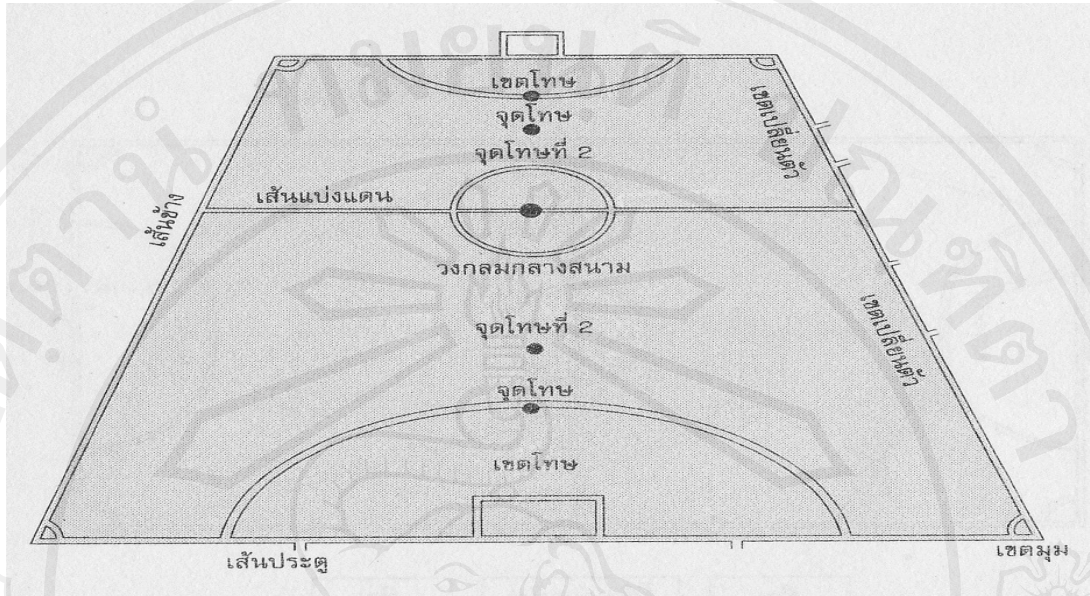 เขตโทษ
จุดโทษ
เขตเปลี่ยนตัว
จุดโทษที่ 2
เส้นแบ่งแดน
เส้นข้าง
วงกลมกลางสนาม
จุดโทษที่ 2
เขตเปลี่ยนตัว
จุดโทษ
เขตโทษ
เส้นประตู
เขตมุม